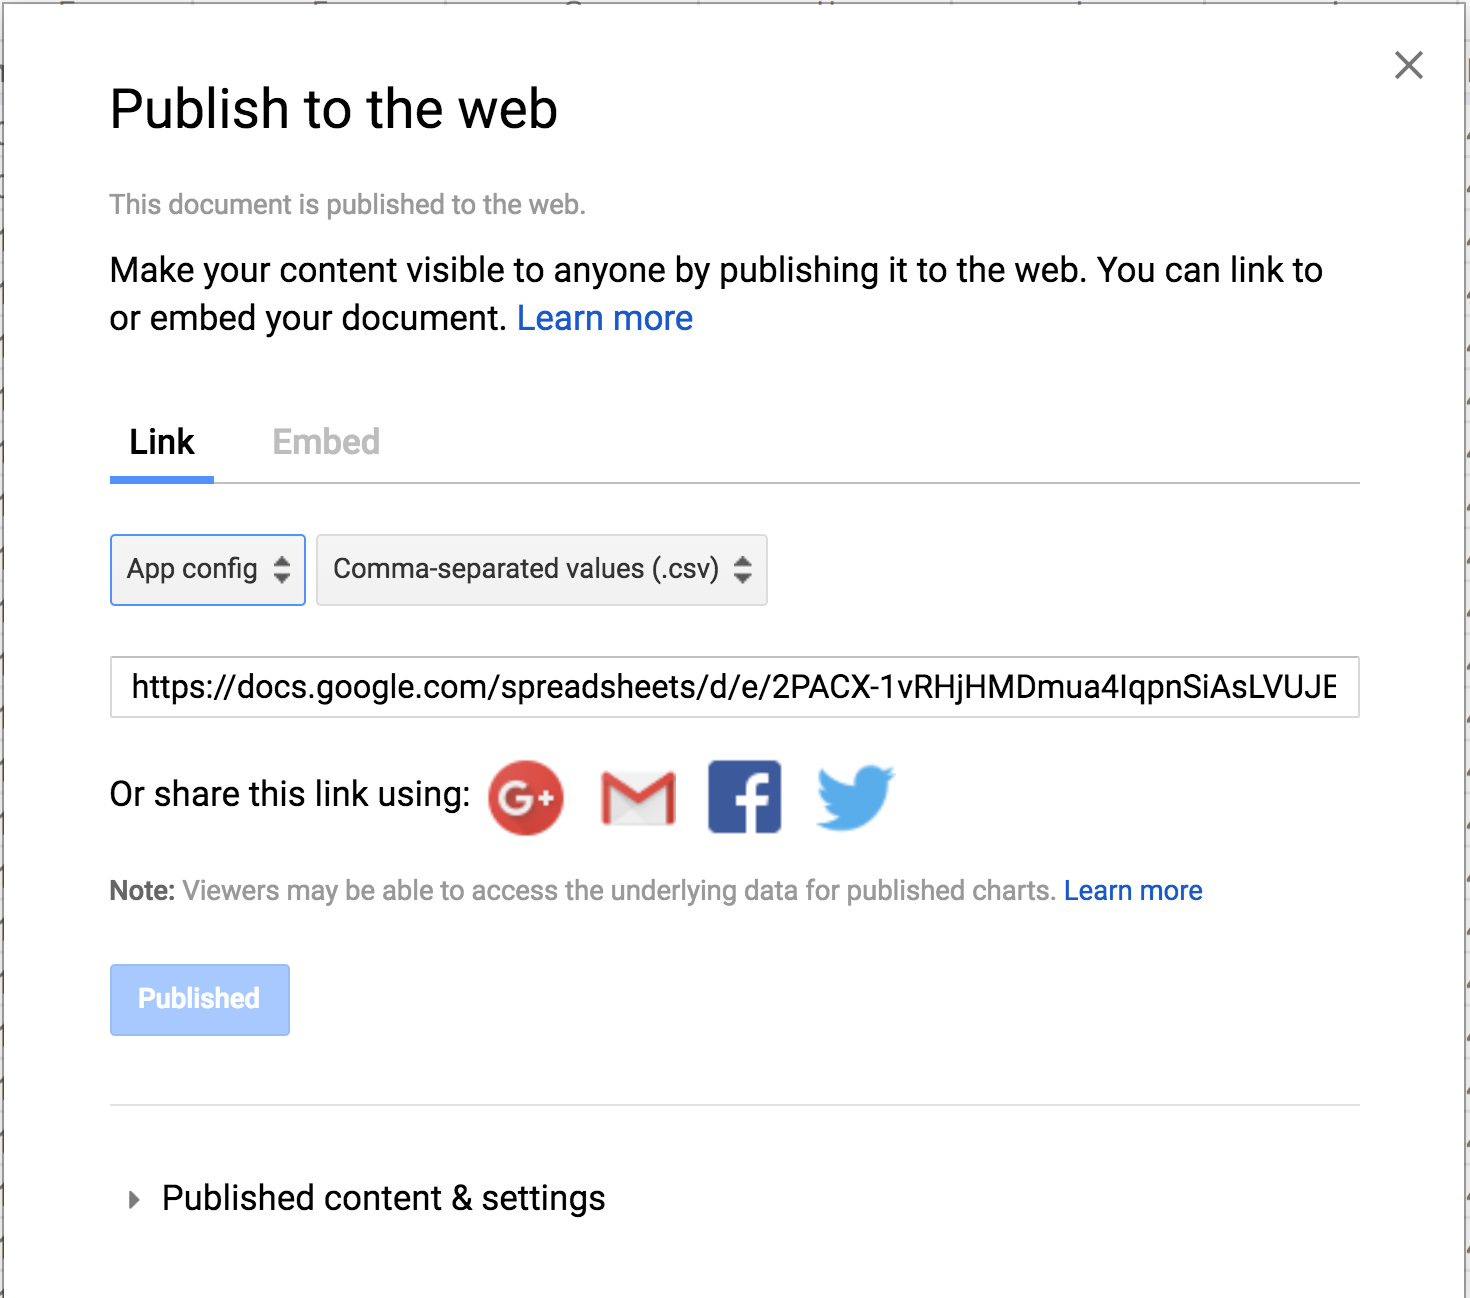 Publish to the web
This document is published to the web.
Make your content visible to anyone by publishing it to the web. You can link to
or embed your document. Learn more
Link Embed
App config Comma-separated values (.csv)
https://docs.google.com/spreadsheets/d/e/2PACX-1vRHjHMDmua4IqpnSiAsLVUJE
Or share this link using: G+ f
Note: Viewers may be able to access the underlying data for published charts. Learn more
Published
Published content & settings